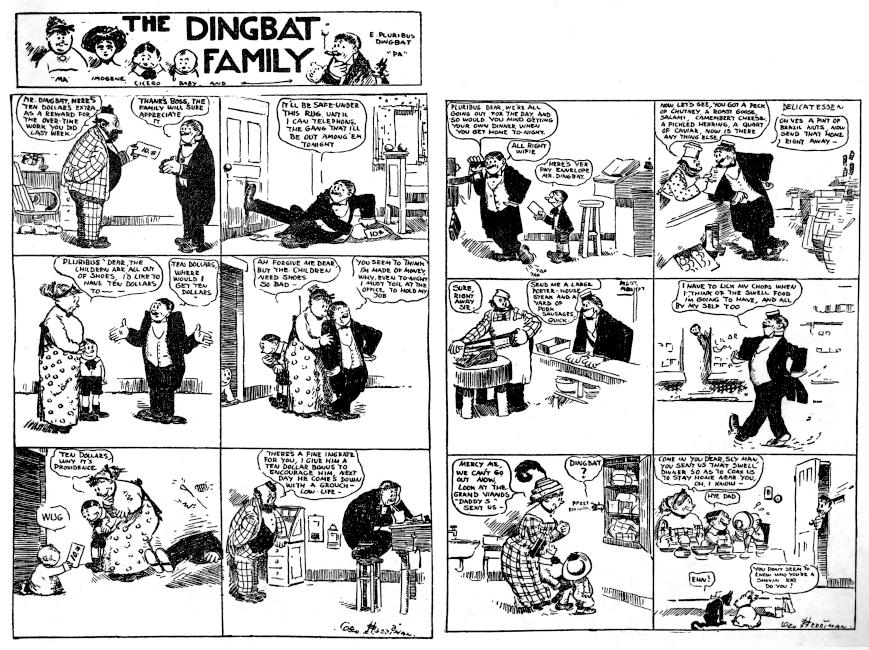 THE DINGBAT
FAMILY
"MA"
IMOGENE
CICERO
BABY
AND
E. PLURIBUS
DINGBAT
"PA"
MR. DINGBAT, HERE'S
TEN DOLLARS EXTRA,
AS A REWARD FOR
THE OVER-TIME
WORK YOU DID
LAST WEEK.
THANKS BOSS, THE
FAMILY WILL SURE
APPRECIATE
IT'LL BE SAFE UNDER
THIS RUG, UNTIL
I CAN TELEPHONE,
THE GANG THAT I'LL
BE OUT AMONG 'EM
TONIGHT
PLURIBUS DEAR, THE
CHILDREN ARE ALL OUT
OF SHOES, I'D LIKE TO
HAVE TEN DOLLARS
TO —
TEN DOLLARS,
WHERE
WOULD I
GET TEN
DOLLARS
AH FORGIVE ME DEAR
BUT THE CHILDREN
NEED SHOES
SO BAD —
YOU SEEM TO THINK
I'M MADE OF MONEY
WHY, EVEN TO-NIGHT
I MUST TOIL AT THE
OFFICE, TO HOLD MY
JOB
TEN DOLLARS,
WHY IT'S
PROVIDENCE
WUG
THERE'S A FINE INGRATE
FOR YOU, I GIVE HIM A
TEN DOLLAR BONUS TO
ENCOURAGE HIM, NEXT
DAY HE COMES DOWN
WITH A GROUCH —
LOW-LIFE —
GEO. HERRIMAN
PLURIBUS DEAR, WE'RE ALL
GOING OUT FOR THE DAY AND
SO WOULD YOU MIND GETTING
YOUR OWN DINNER WHEN
YOU GET HOME TO-NIGHT.
ALL RIGHT
WIFIE
HERE'S YER
PAY ENVELOPE
MR. DINGBAT.
TAP
TAP
NOW LET'S SEE, YOU GOT A PECK
OF CHUTNEY, A ROAST GOOSE,
SALAMI, CAMEMBERT CHEESE,
A PICKLED HERRING, A QUART
OF CAVIAR, NOW IS THERE
ANY THING ELSE
DELICATESSEN
OH YES A PINT OF
BRAZIL NUTS, NOW
SEND THAT HOME
RIGHT AWAY —
SURE,
RIGHT
AWAY
SIR.
SEND ME A LARGE
PORTER-HOUSE
STEAK AND A
YARD OF
PORK
SAUSAGES,
QUICK.
I HAVE TO LICK MY CHOPS WHEN
I THINK OF THE SWELL FOOD
I'M GOING TO HAVE, AND ALL
BY MY SELF TOO
MERCY ME,
WE CAN'T GO
OUT NOW,
LOOK AT THE
GRAND VIANDS
"DADDY'S"
SENT US —
DINGBAT
?
COME IN YOU DEAR, SLY MAN,
YOU SENT US THAT SWELL
DINNER SO AS TO COAX US
TO STAY HOME NEAR YOU,
OH, I KNOW —
HYE DAD
EHN?
YOU DON'T SEEM TO
KNOW WHO YOU'RE A
SHOVIN KAT
DO YOU?
GEO. HERRIMAN